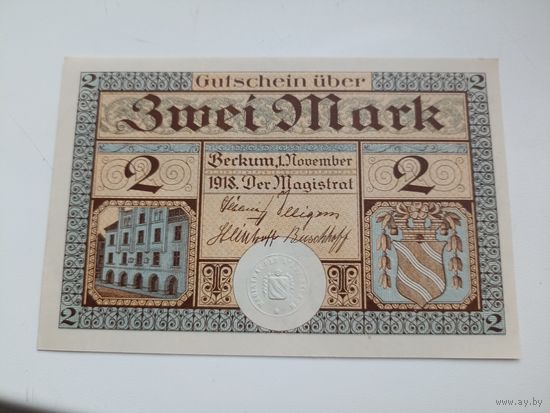 2 2
Gutschein über
Zwei Mark
2 Beckum, 1. November 2
1918. Der Magistrat
2 2
www.ay.by